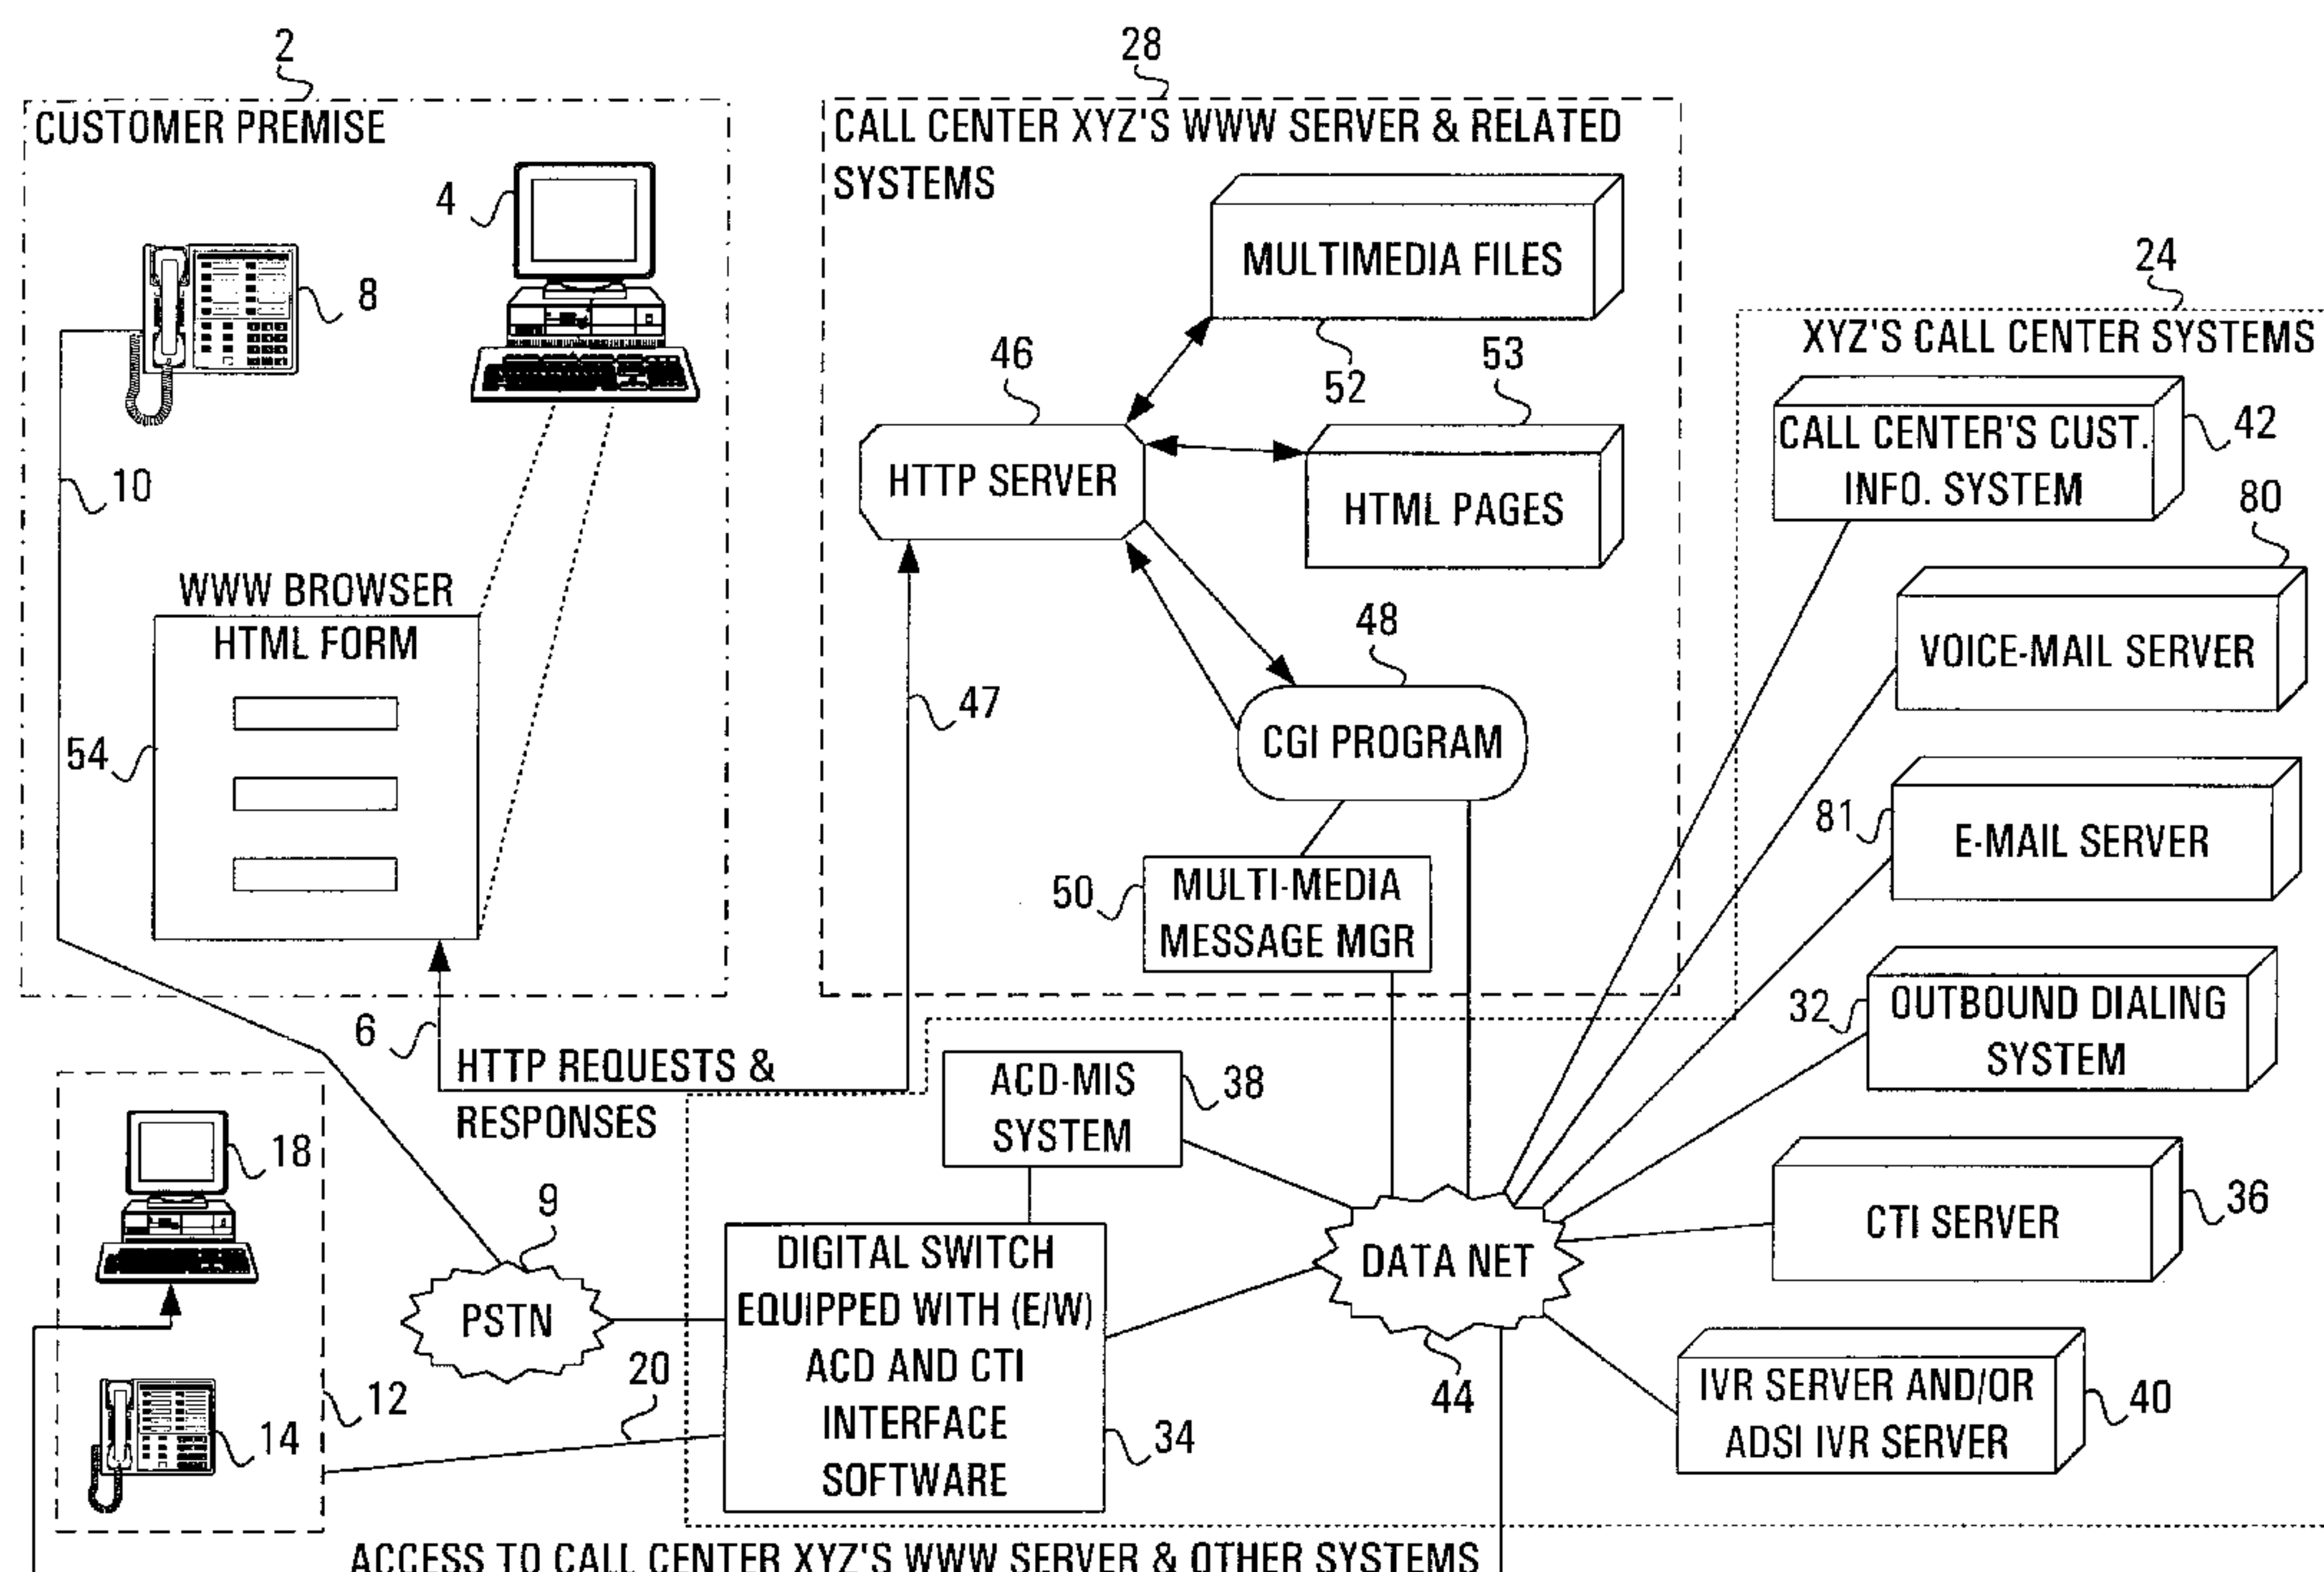 2
28
CUSTOMER PREMISE
CALL CENTER XYZ'S WWW SERVER & RELATED
SYSTEMS
4
8
MULTIMEDIA FILES
52
24
XYZ'S CALL CENTER SYSTEMS
46
53
HTTP SERVER
HTML PAGES
CALL CENTER'S CUST.
INFO. SYSTEM
42
10
80
WWW BROWSER
HTML FORM
54
48
47
CGI PROGRAM
VOICE-MAIL SERVER
81
E-MAIL SERVER
50
MULTI-MEDIA
MESSAGE MGR
32
OUTBOUND DIALING
SYSTEM
6
HTTP REQUESTS &
RESPONSES
ACD-MIS
SYSTEM
38
18
9
PSTN
DIGITAL SWITCH
EQUIPPED WITH (E/W)
ACD AND CTI
INTERFACE
SOFTWARE
34
DATA NET
44
CTI SERVER
36
20
12
14
IVR SERVER AND/OR
ADSI IVR SERVER
40
ACCESS TO CALL CENTER XYZ'S WWW SERVER & OTHER SYSTEMS